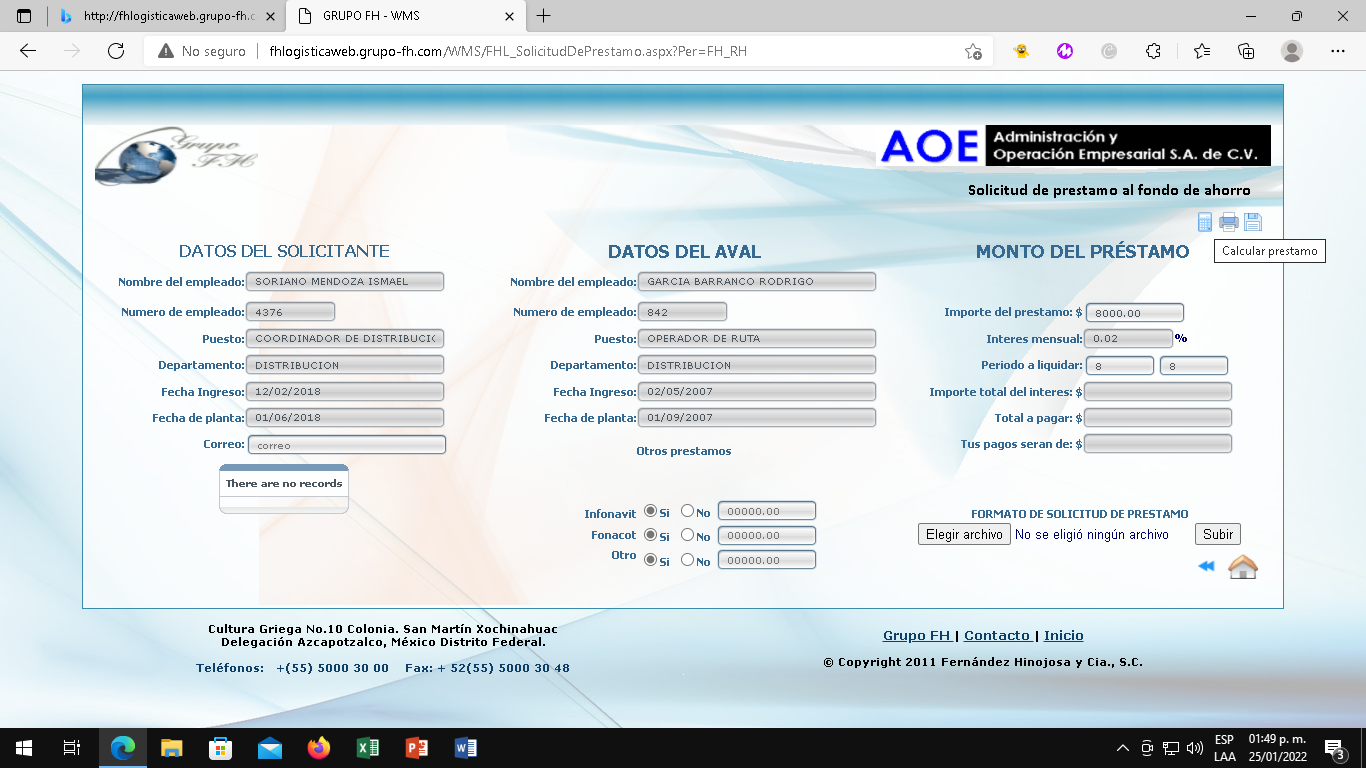 http://fhlogisticaweb.grupo-fh.c
GRUPO FH - WMS
No seguro
fhlogisticaweb.grupo-fh.com/WMS/FHL_SolicitudDePrestamo.aspx?Per=FH_RH
Grupo FH
AOE Administración y Operación Empresarial S.A. de C.V.
Solicitud de prestamo al fondo de ahorro
Calcular prestamo
DATOS DEL SOLICITANTE
Nombre del empleado: SORIANO MENDOZA ISMAEL
Numero de empleado: 4376
Puesto: COORDINADOR DE DISTRIBUCIO
Departamento: DISTRIBUCION
Fecha Ingreso: 12/02/2018
Fecha de planta: 01/06/2018
Correo: correo
There are no records
DATOS DEL AVAL
Nombre del empleado: GARCIA BARRANCO RODRIGO
Numero de empleado: 842
Puesto: OPERADOR DE RUTA
Departamento: DISTRIBUCION
Fecha Ingreso: 02/05/2007
Fecha de planta: 01/09/2007
Otros prestamos
Infonavit Si No 00000.00
Fonacot Si No 00000.00
Otro Si No 00000.00
MONTO DEL PRÉSTAMO
Importe del prestamo: $ 8000.00
Interes mensual: 0.02 %
Periodo a liquidar: 8 8
Importe total del interes: $
Total a pagar: $
Tus pagos seran de: $
FORMATO DE SOLICITUD DE PRESTAMO
Elegir archivo No se eligió ningún archivo Subir
Cultura Griega No.10 Colonia. San Martín Xochinahuac
Delegación Azcapotzalco, México Distrito Federal.
Teléfonos: +(55) 5000 30 00 Fax: + 52(55) 5000 30 48
Grupo FH | Contacto | Inicio
© Copyright 2011 Fernández Hinojosa y Cia., S.C.
ESP
LAA
01:49 p. m.
25/01/2022
3